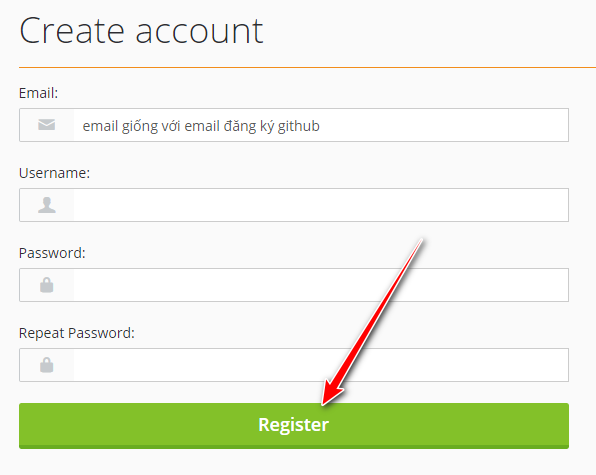 Create account
Email:
email giống với email đăng ký github
Username:
Password:
Repeat Password:
Register